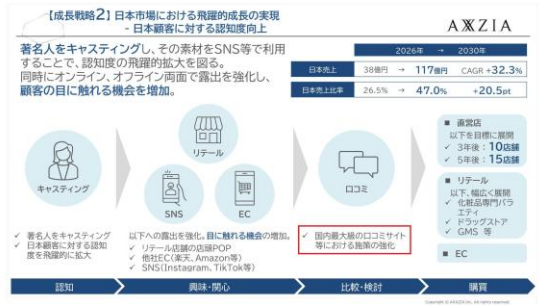 【成長戦略2】日本市場における飛躍的成長の実現
- 日本顧客に対する認知度向上
AXXZIA
著名人をキャスティングし、その素材をSNS等で利用
することで、認知度の飛躍的拡大を図る。
同時にオンライン、オフライン両面で露出を強化し、
顧客の目に触れる機会を増加。
2026年 → 2030年
日本売上 38億円 → 117億円 CAGR +32.3%
日本売上比率 26.5% → 47.0% +20.5pt
キャスティング
リテール
SNS
EC
口コミ
✓ 著名人をキャスティング
✓ 日本顧客に対する認知
度を飛躍的に拡大
以下への露出を強化。目に触れる機会の増加。
✓ リテール店舗の店頭POP
✓ 他社EC(楽天、Amazon等)
✓ SNS(Instagram、TikTok等)
✓ 国内最大級の口コミサイト
等における施策の強化
■ 直営店
以下を目標に展開
✓ 3年後：10店舗
✓ 5年後：15店舗
■ リテール
以下、幅広く展開
✓ 化粧品専門バラ
エティ
✓ ドラッグストア
✓ GMS 等
■ EC
認知
興味・関心
比較・検討
購買
Copyright © AXXZIA, Inc. All rights reserved.